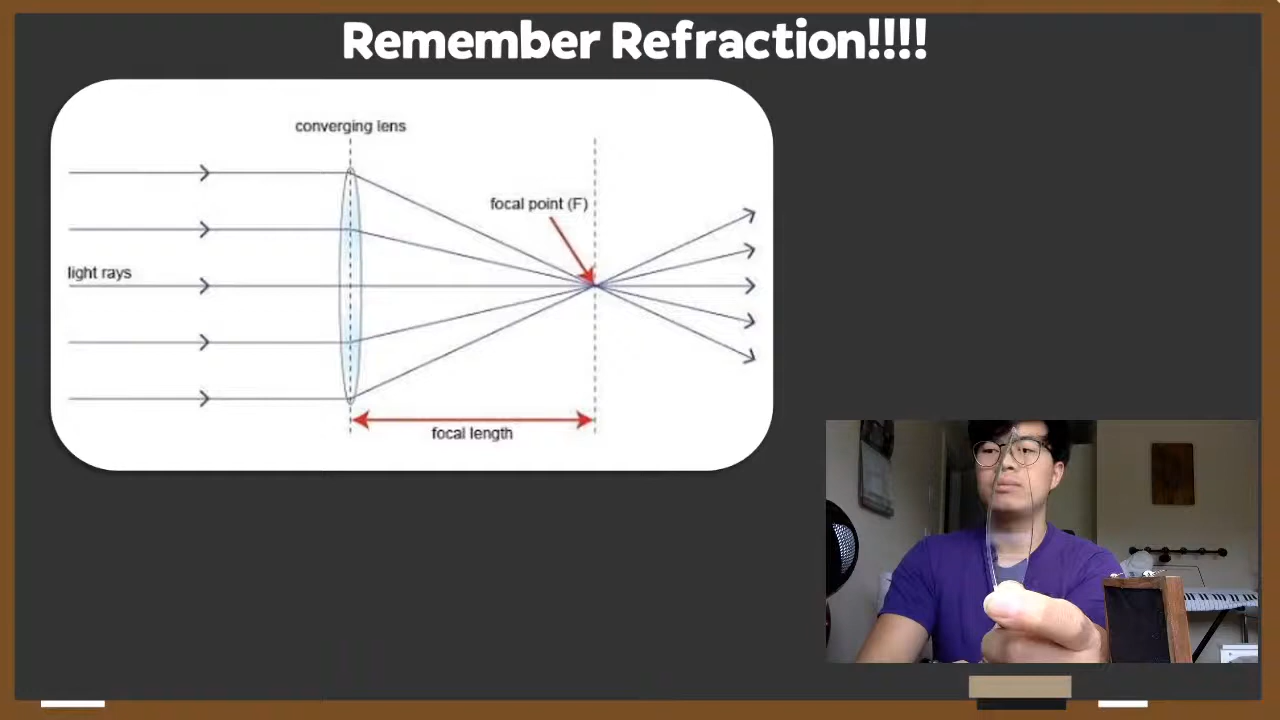 Remember Refraction!!!!
converging lens
focal point (F)
light rays
focal length